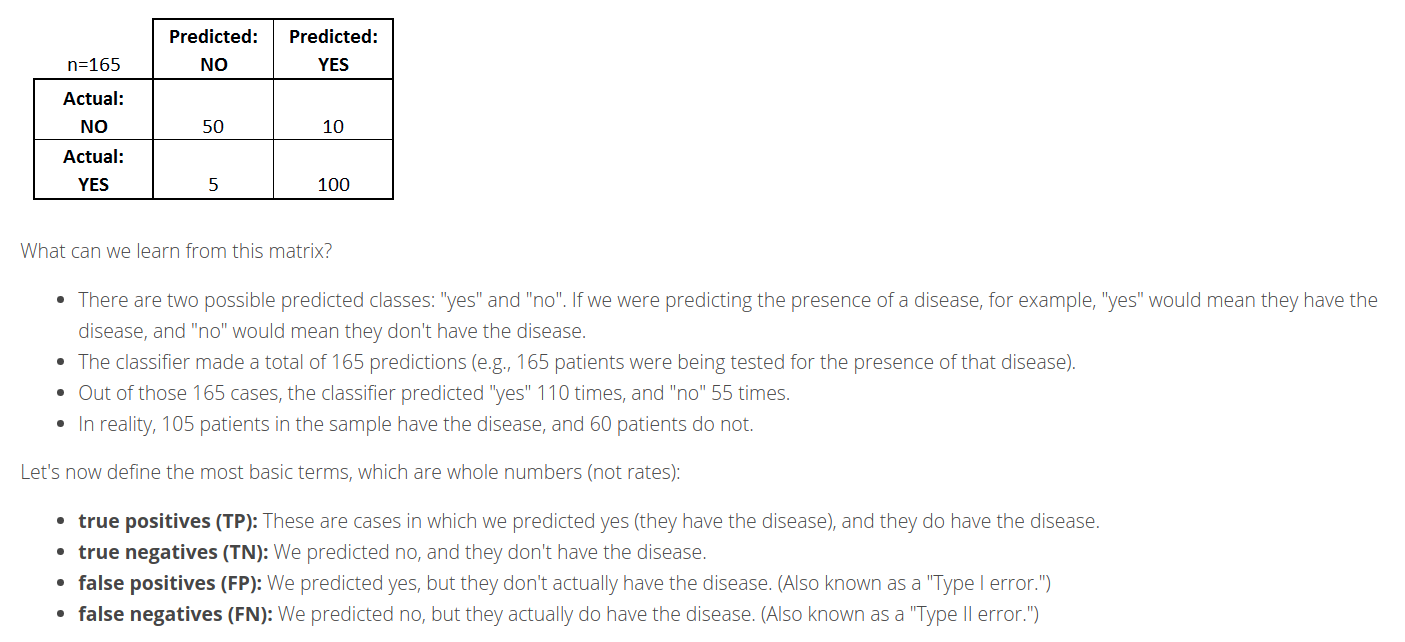 Predicted: Predicted:
n=165 NO YES
Actual:
NO 50 10
Actual:
YES 5 100
What can we learn from this matrix?
• There are two possible predicted classes: "yes" and "no". If we were predicting the presence of a disease, for example, "yes" would mean they have the
disease, and "no" would mean they don't have the disease.
• The classifier made a total of 165 predictions (e.g., 165 patients were being tested for the presence of that disease).
• Out of those 165 cases, the classifier predicted "yes" 110 times, and "no" 55 times.
• In reality, 105 patients in the sample have the disease, and 60 patients do not.
Let's now define the most basic terms, which are whole numbers (not rates):
• true positives (TP): These are cases in which we predicted yes (they have the disease), and they do have the disease.
• true negatives (TN): We predicted no, and they don't have the disease.
• false positives (FP): We predicted yes, but they don't actually have the disease. (Also known as a "Type I error.")
• false negatives (FN): We predicted no, but they actually do have the disease. (Also known as a "Type II error.")